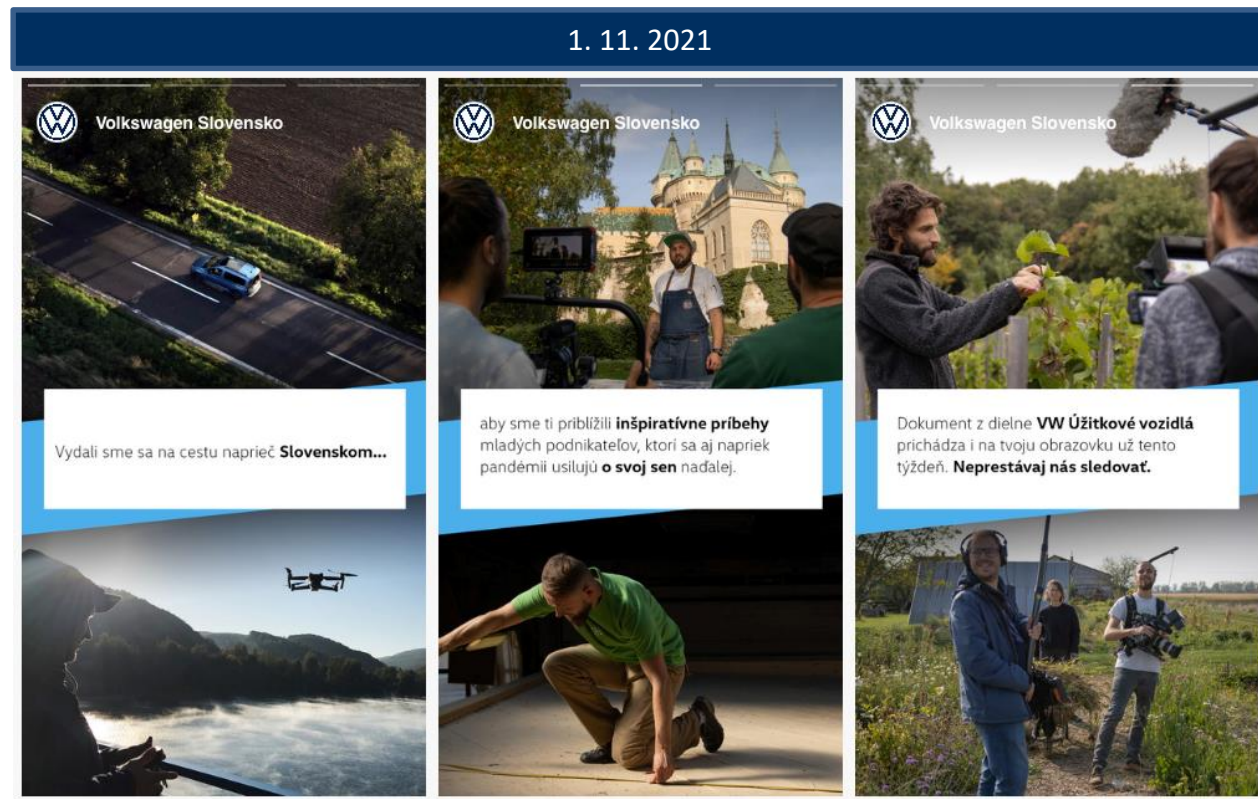 1. 11. 2021
Volkswagen Slovensko
Vydali sme sa na cestu naprieč Slovenskom...
Volkswagen Slovensko
aby sme ti priblížili inšpiratívne príbehy
mladých podnikateľov, ktorí sa aj napriek
pandémii usilujú o svoj sen naďalej.
Volkswagen Slovensko
Dokument z dielne VW Úžitkové vozidlá
prichádza i na tvoju obrazovku už tento
týždeň. Neprestávaj nás sledovať.